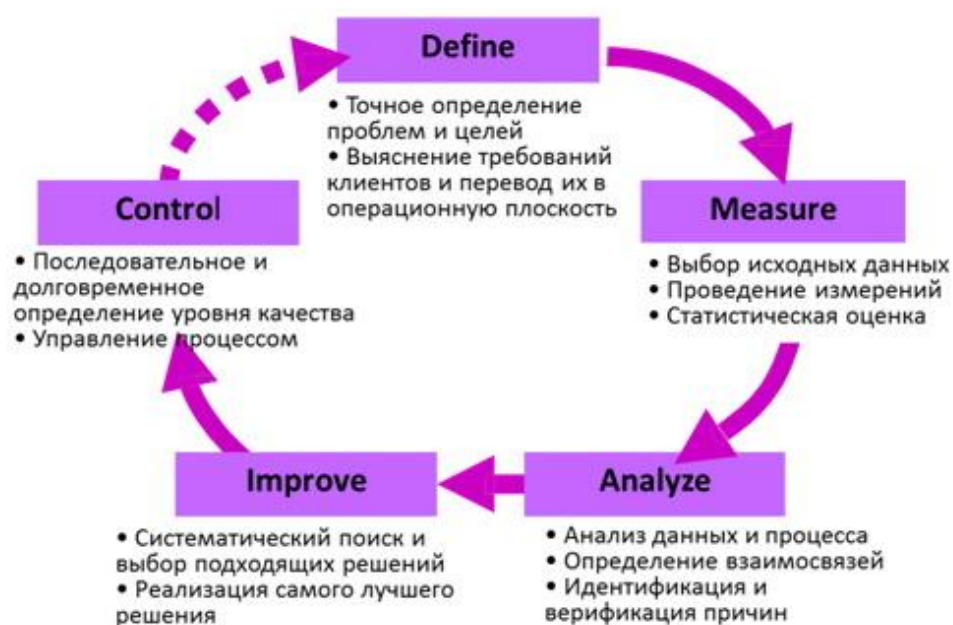 Define
• Точное определение
проблем и целей
• Выяснение требований
клиентов и перевод их в
операционную плоскость
Measure
• Выбор исходных данных
• Проведение измерений
• Статистическая оценка
Analyze
• Анализ данных и процесса
• Определение взаимосвязей
• Идентификация и
верификация причин
Improve
• Систематический поиск и
выбор подходящих решений
• Реализация самого лучшего
решения
Control
• Последовательное и
долговременное
определение уровня качества
• Управление процессом